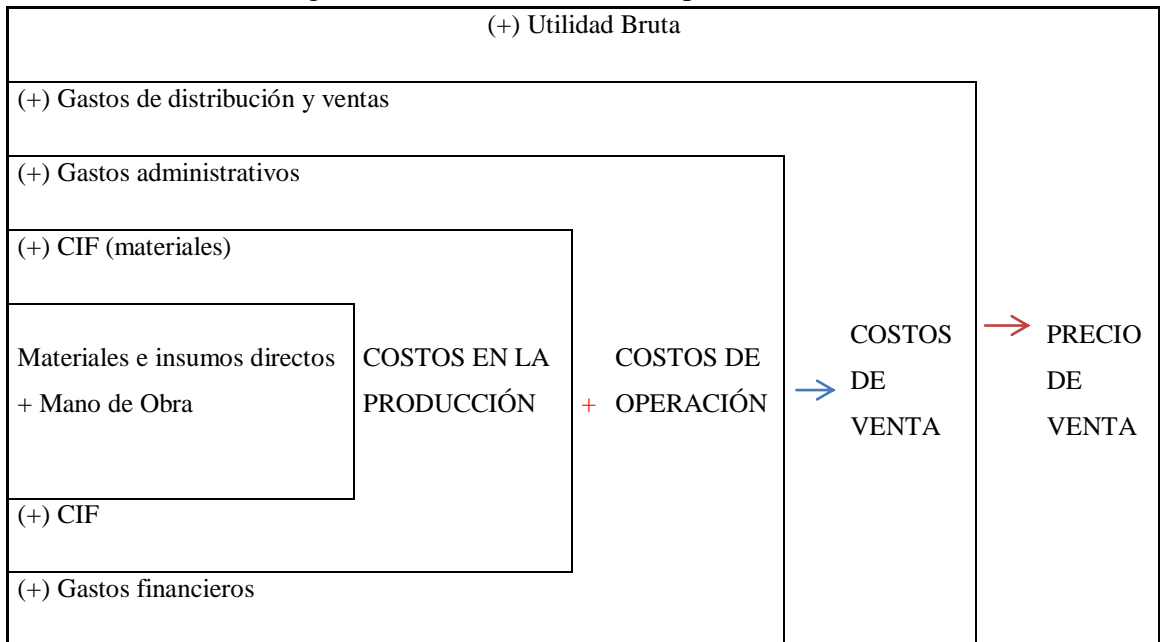 (+) Utilidad Bruta
(+) Gastos de distribución y ventas
(+) Gastos administrativos
(+) CIF (materiales)
Materiales e insumos directos
+ Mano de Obra
COSTOS EN LA
PRODUCCIÓN
+
COSTOS DE
OPERACIÓN
COSTOS
DE
VENTA
PRECIO
DE
VENTA
(+) CIF
(+) Gastos financieros